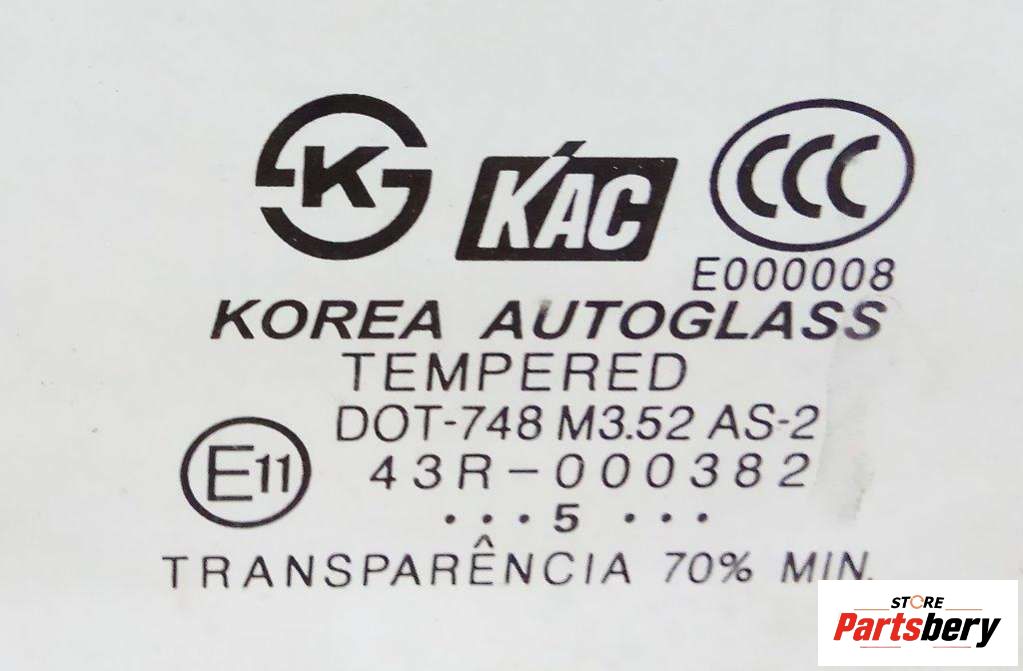 K
KAC
CCC
E000008
KOREA AUTOGLASS
TEMPERED
DOT-748 M3.52 AS-2
E11
43R-000382
• • • • 5 • • • •
TRANSPARÊNCIA 70% MIN.
STORE
Partsbery